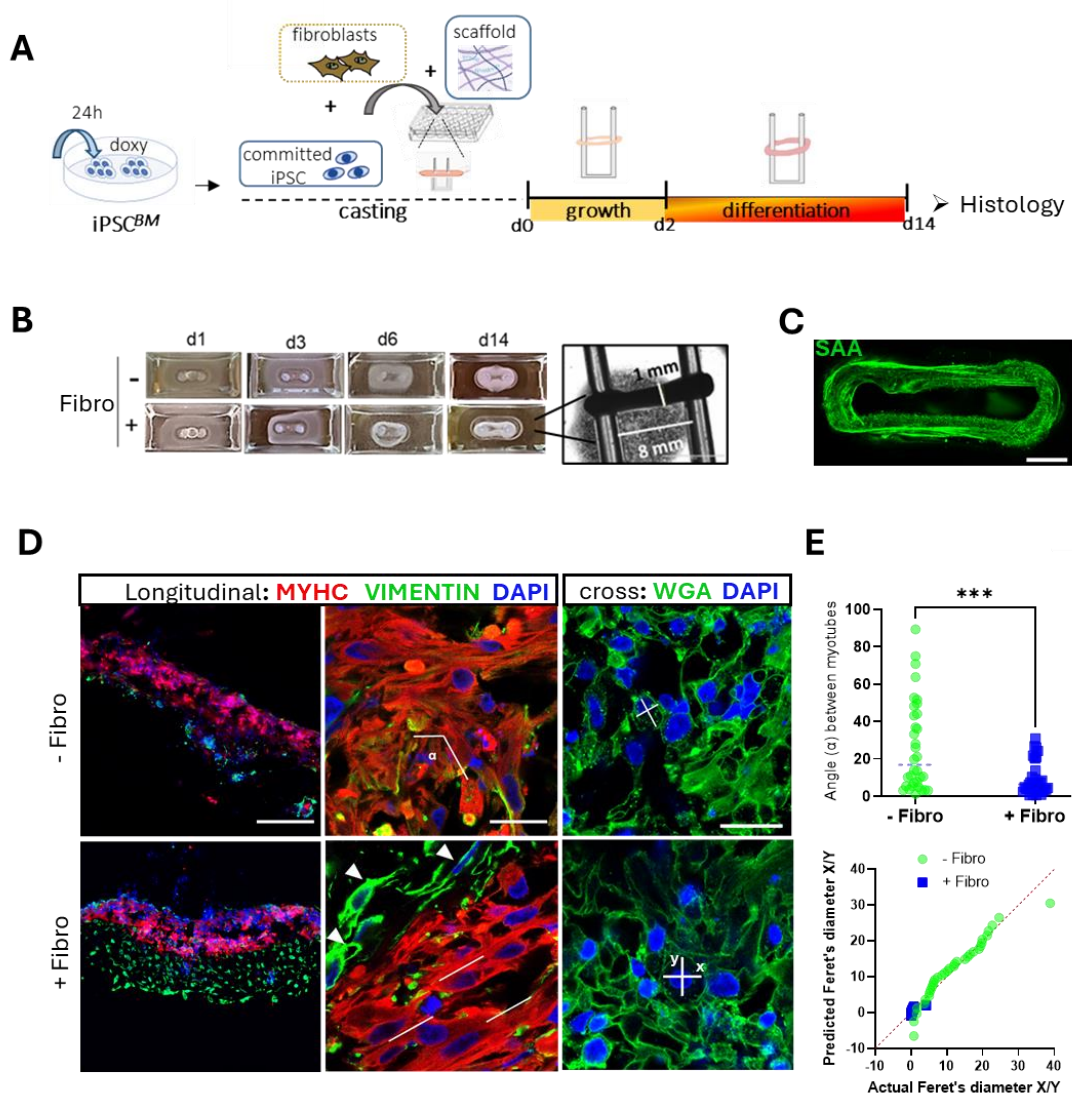 A
fibroblasts
scaffold
+
+
24h
doxy
committed
iPSC
iPSCBM
casting
growth
differentiation
Histology
d0
d2
d14
B
d1
d3
d6
d14
Fibro
-
+
1 mm
8 mm
C
SAA
D
Longitudinal: MYHC VIMENTIN DAPI
cross: WGA DAPI
- Fibro
α
+ Fibro
y
x
E
***
Angle (α) between myotubes
100
80
60
40
20
0
- Fibro
+ Fibro
- Fibro
+ Fibro
Predicted Feret's diameter X/Y
40
30
20
10
0
-10
-10
0
10
20
30
40
Actual Feret's diameter X/Y